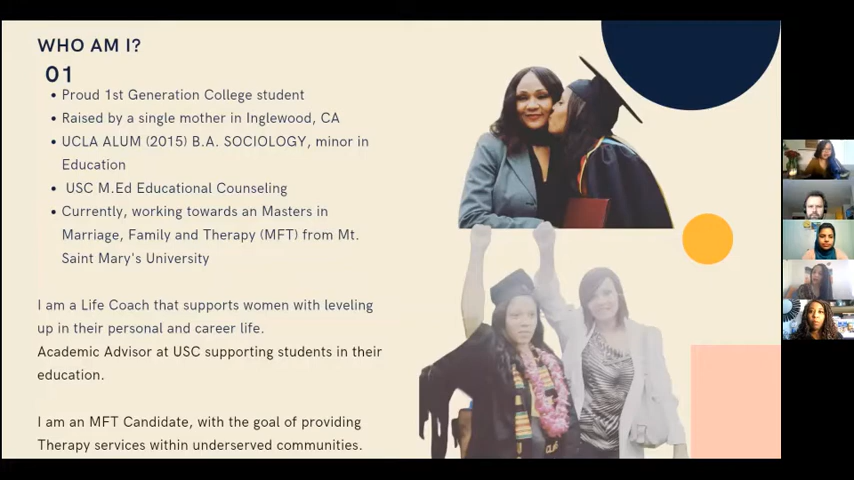 WHO AM I?
01
• Proud 1st Generation College student
• Raised by a single mother in Inglewood, CA
• UCLA ALUM (2015) B.A. SOCIOLOGY, minor in
Education
• USC M.Ed Educational Counseling
• Currently, working towards an Masters in
Marriage, Family and Therapy (MFT) from Mt.
Saint Mary's University
I am a Life Coach that supports women with leveling
up in their personal and career life.
Academic Advisor at USC supporting students in their
education.
I am an MFT Candidate, with the goal of providing
Therapy services within underserved communities.